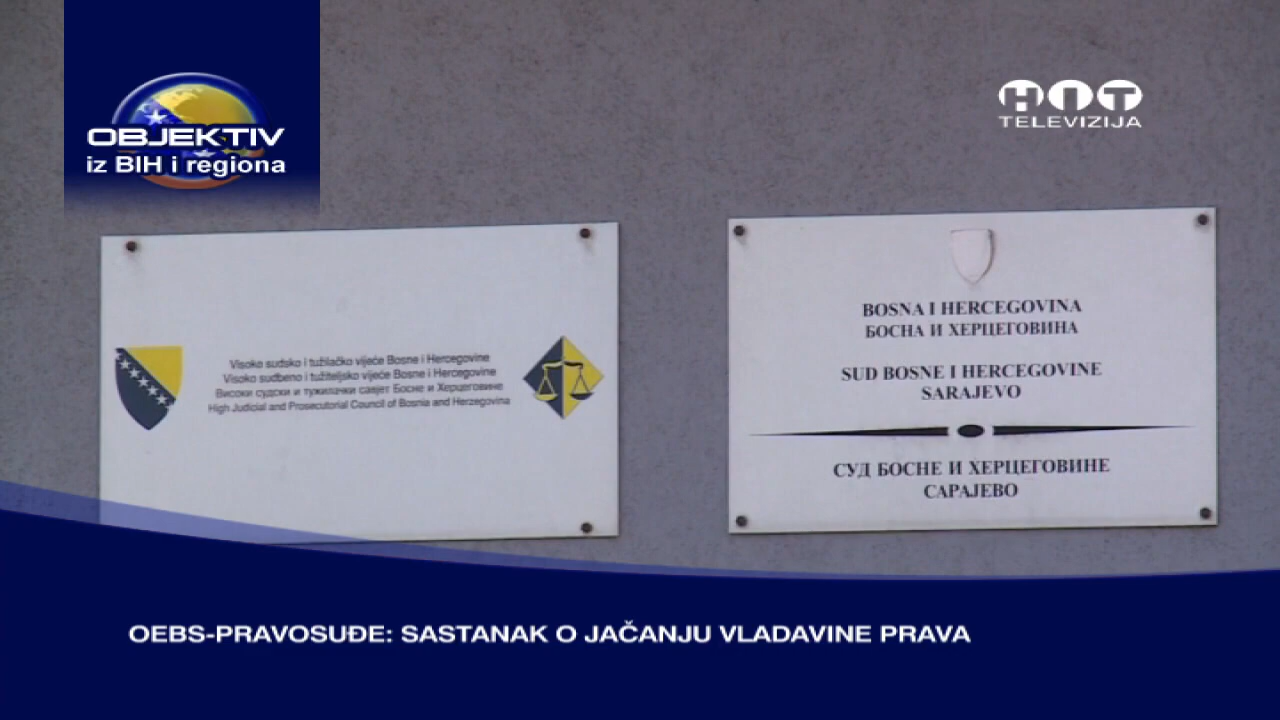 OBJEKTIV
iz BIH i regiona
HIT
TELEVIZIJA
Visoko sudsko i tužilačko vijeće Bosne i Hercegovine
Visoko sudbeno i tužiteljsko vijeće Bosne i Hercegovine
Високи судски и тужилачки савјет Босне и Херцеговине
High Judicial and Prosecutorial Council of Bosnia and Herzegovina
BOSNA I HERCEGOVINA
БОСНА И ХЕРЦЕГОВИНА
SUD BOSNE I HERCEGOVINE
SARAJEVO
СУД БОСНЕ И ХЕРЦЕГОВИНЕ
САРАЈЕВО
OEBS-PRAVOSUĐE: SASTANAK O JAČANJU VLADAVINE PRAVA